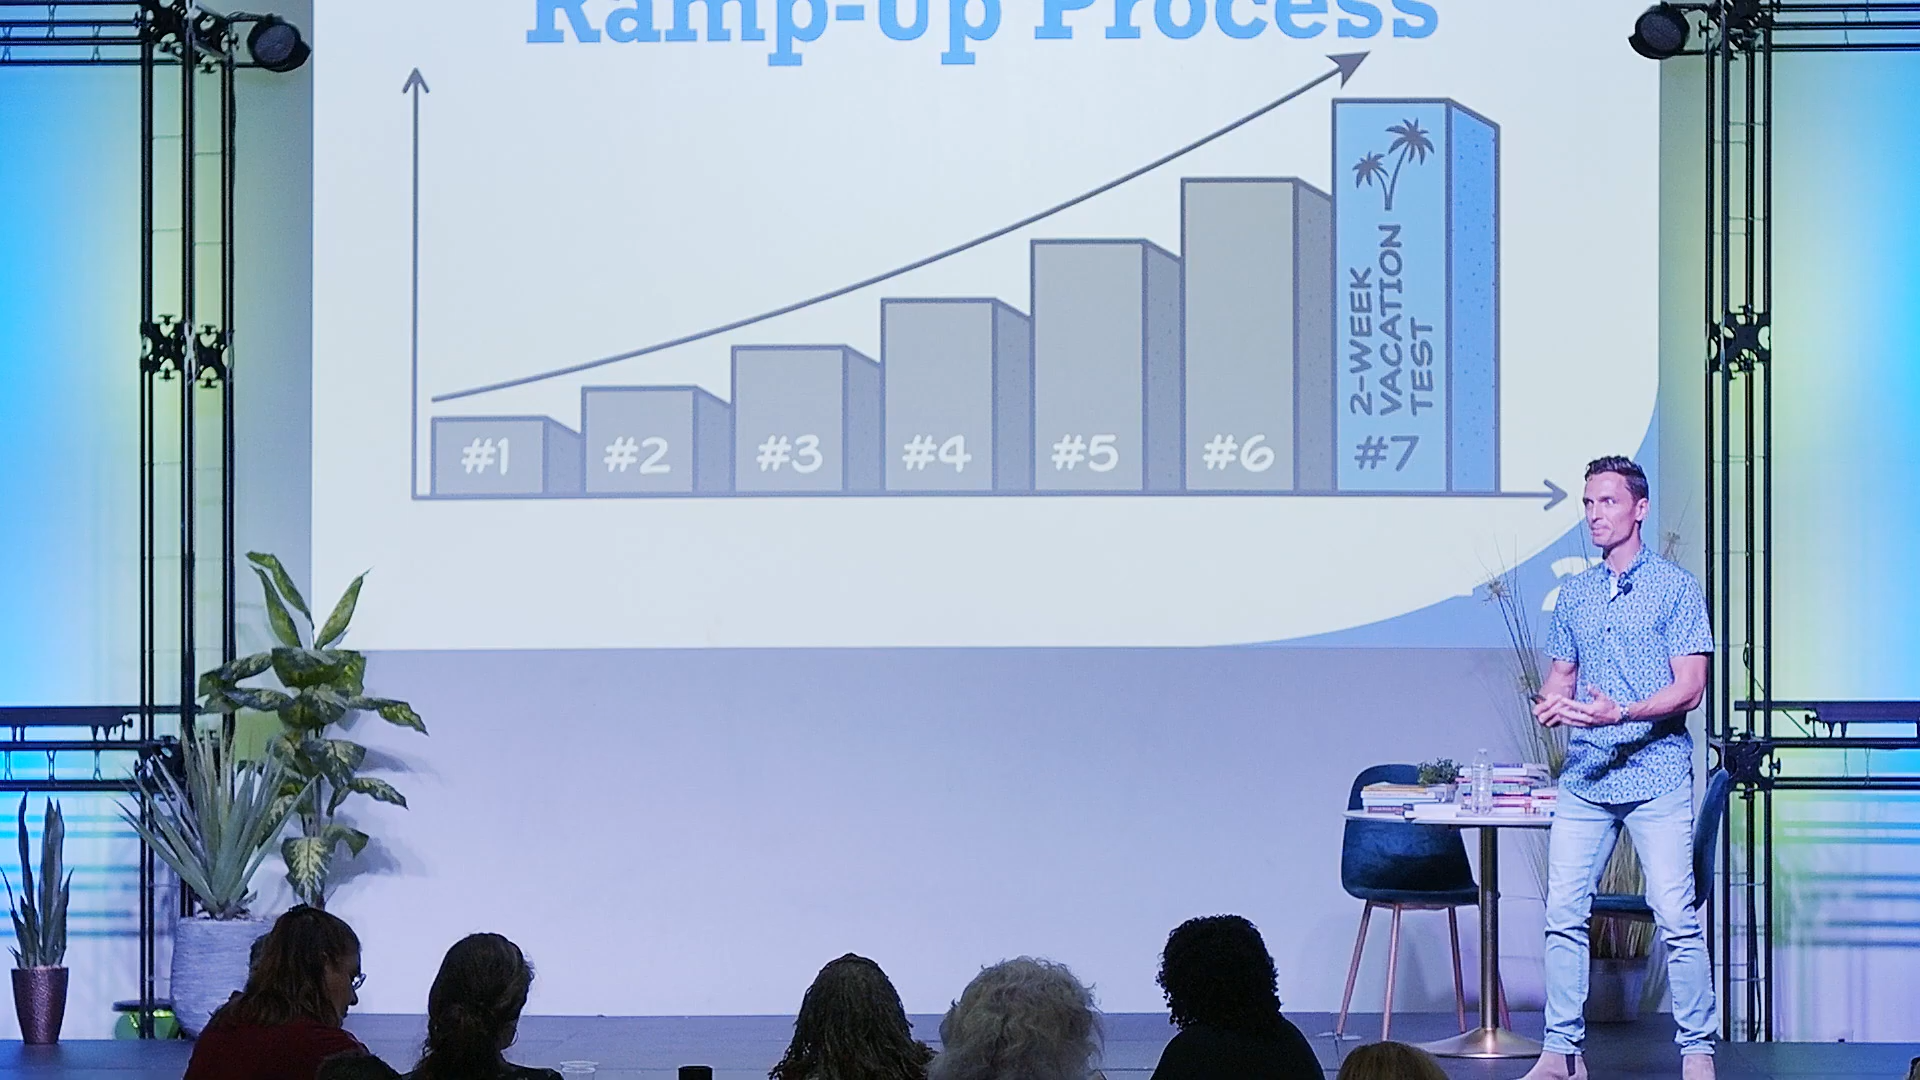 Ramp-Up Process
#1
#2
#3
#4
#5
#6
#7
2-WEEK
VACATION
TEST